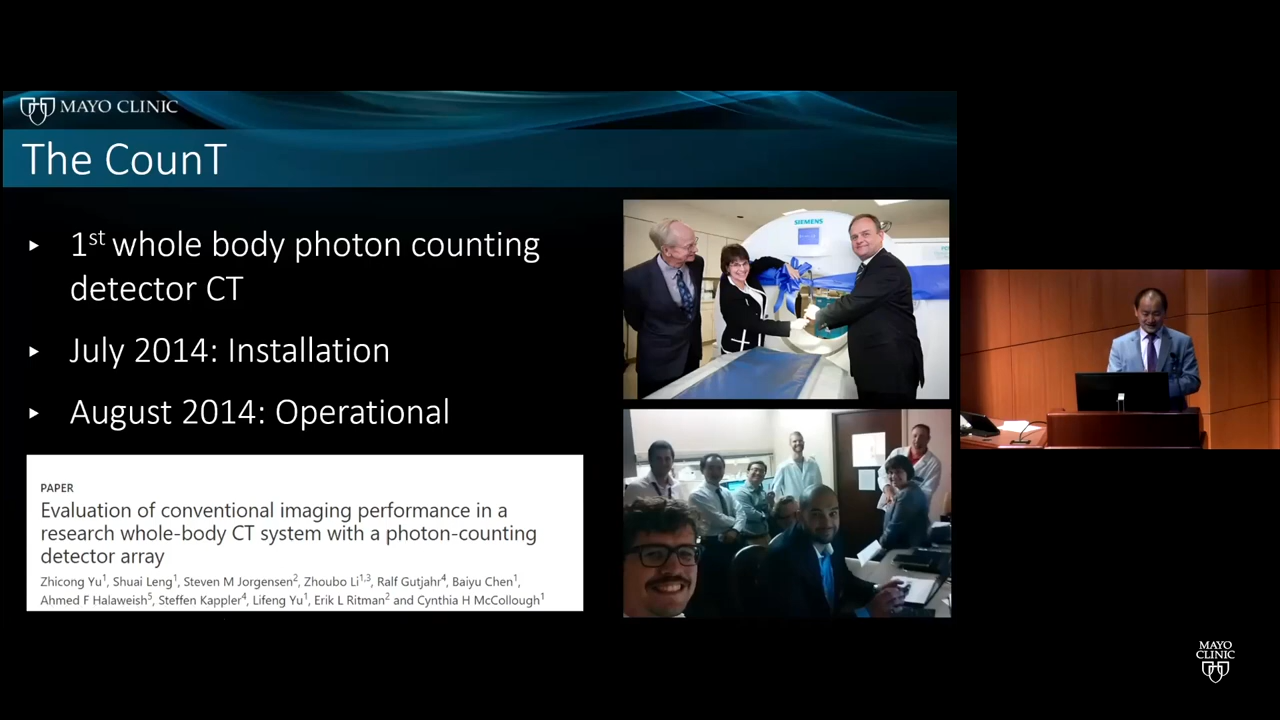 MAYO CLINIC
The CounT
▸ 1st whole body photon counting
detector CT
▸ July 2014: Installation
▸ August 2014: Operational
PAPER
Evaluation of conventional imaging performance in a
research whole-body CT system with a photon-counting
detector array
Zhicong Yu1, Shuai Leng1, Steven M Jorgensen2, Zhoubo Li1,3, Ralf Gutjahr4, Baiyu Chen1,
Ahmed F Halaweish5, Steffen Kappler4, Lifeng Yu1, Erik L Ritman2 and Cynthia H McCollough1
SIEMENS
MAYO
CLINIC